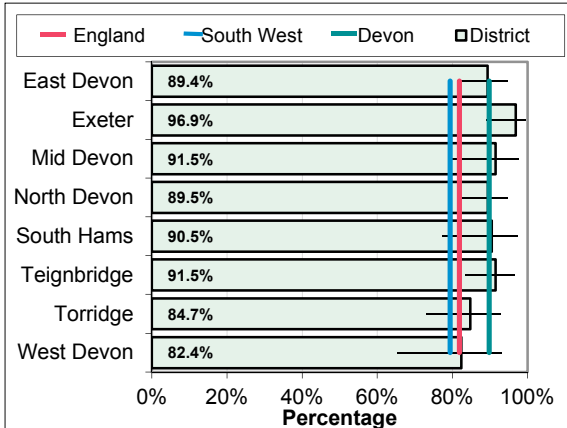 England South West Devon District
East Devon 89.4%
Exeter 96.9%
Mid Devon 91.5%
North Devon 89.5%
South Hams 90.5%
Teignbridge 91.5%
Torridge 84.7%
West Devon 82.4%
0% 20% 40% 60% 80% 100%
Percentage